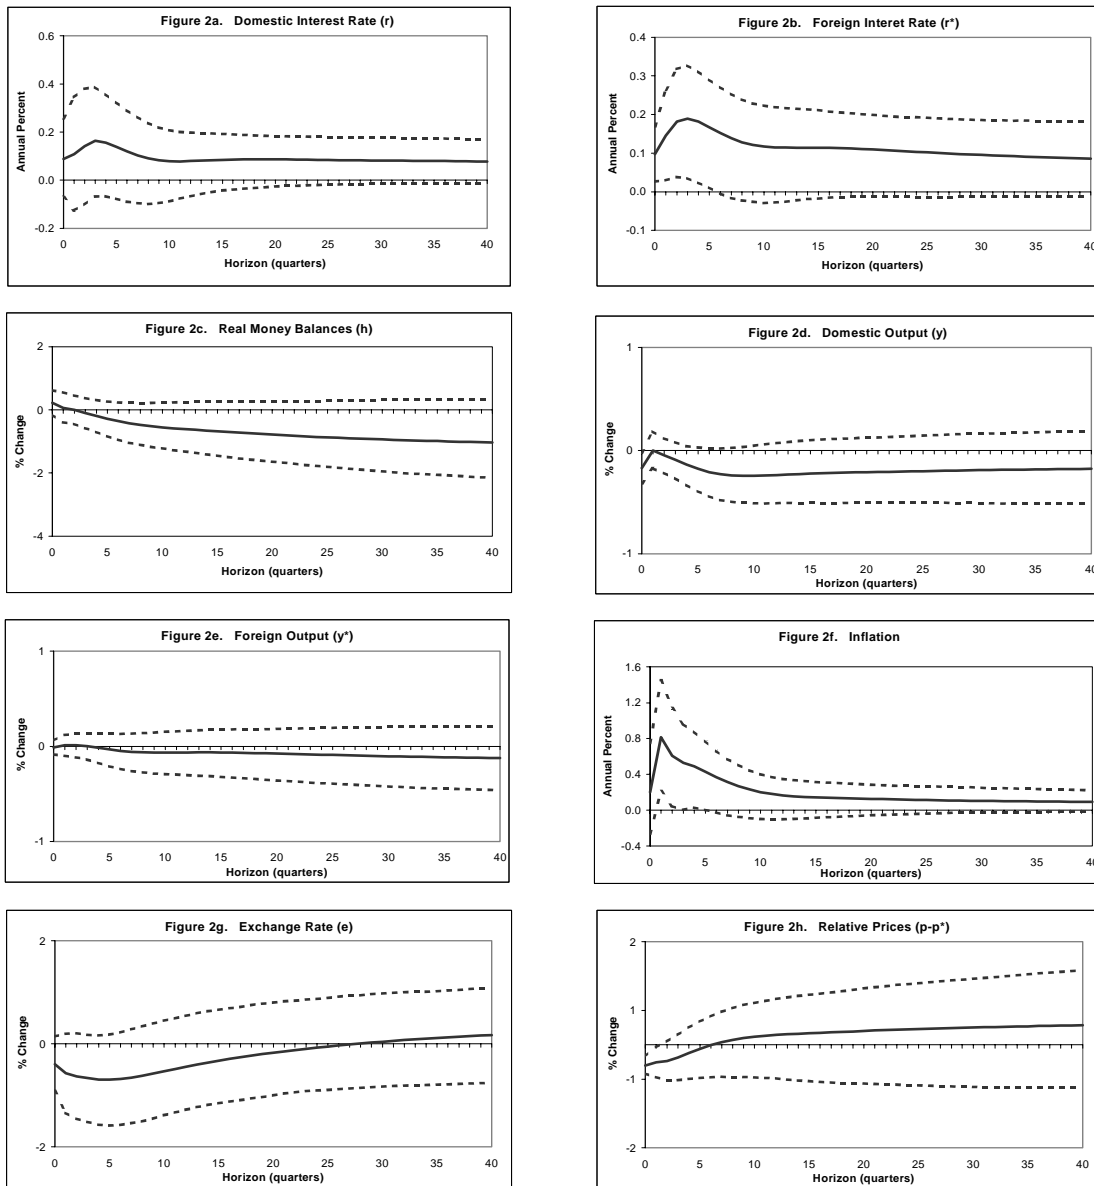 Figure 2a. Domestic Interest Rate (r)
0.6
0.4
0.2
0.0
-0.2
Annual Percent
0 5 10 15 20 25 30 35 40
Horizon (quarters)
Figure 2b. Foreign Interet Rate (r*)
0.4
0.3
0.2
0.1
0.0
-0.1
Annual Percent
0 5 10 15 20 25 30 35 40
Horizon (quarters)
Figure 2c. Real Money Balances (h)
2
0
-2
-4
% Change
0 5 10 15 20 25 30 35 40
Horizon (quarters)
Figure 2d. Domestic Output (y)
1
0
-1
% Change
0 5 10 15 20 25 30 35 40
Horizon (quarters)
Figure 2e. Foreign Output (y*)
1
0
-1
% Change
0 5 10 15 20 25 30 35 40
Horizon (quarters)
Figure 2f. Inflation
1.6
1.2
0.8
0.4
0.0
-0.4
Annual Percent
0 5 10 15 20 25 30 35 40
Horizon (quarters)
Figure 2g. Exchange Rate (e)
2
0
-2
% Change
0 5 10 15 20 25 30 35 40
Horizon (quarters)
Figure 2h. Relative Prices (p-p*)
2
1
-1
-2
% Change
0 5 10 15 20 25 30 35 40
Horizon (quarters)